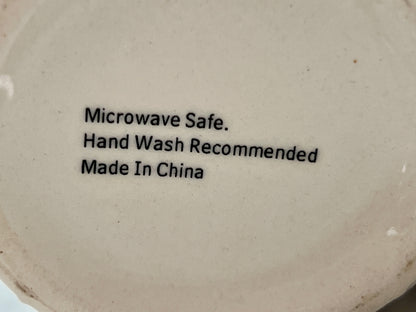 Microwave Safe.
Hand Wash Recommended
Made In China